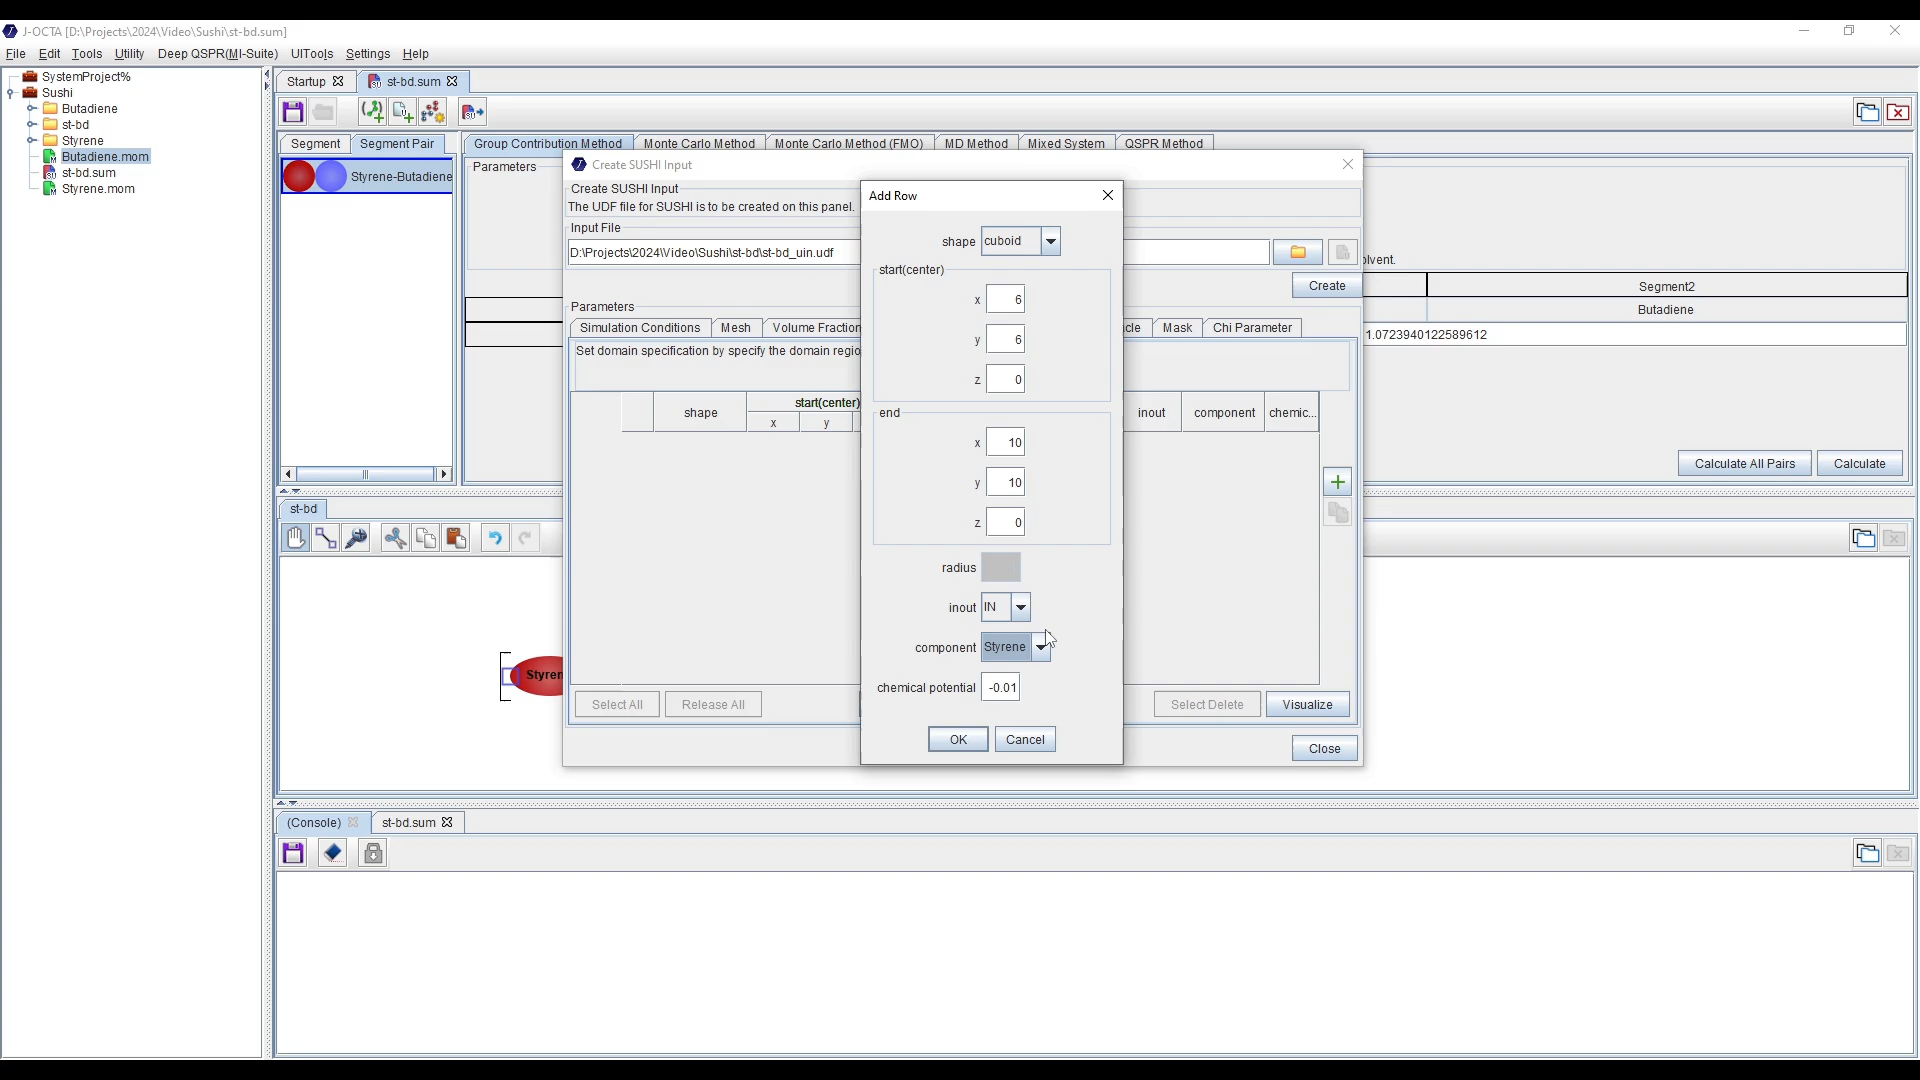 J-OCTA [D:\Projects\2024\Video\Sushi\st-bd.sum]
File Edit Tools Utility Deep QSPR(MI-Suite) UITools Settings Help
SystemProject%
Sushi
Butadiene
st-bd
Styrene
Butadiene.mom
st-bd.sum
Styrene.mom
Startup st-bd.sum
Segment Segment Pair
Styrene-Butadiene
Group Contribution Method Monte Carlo Method Monte Carlo Method (FMO) MD Method Mixed System QSPR Method
Parameters
Segment2
Butadiene
1.0723940122589612
Calculate All Pairs Calculate
Create SUSHI Input
Create SUSHI Input
The UDF file for SUSHI is to be created on this panel.
Input File
D:\Projects\2024\Video\Sushi\st-bd\st-bd_uin.udf
Create
Parameters
Simulation Conditions Mesh Volume Fraction Mask Chi Parameter
Set domain specification by specify the domain regio
shape start(center) inout component chemic...
x y
Select All Release All Select Delete Visualize
Close
Add Row
shape cuboid
start(center)
x 6
y 6
z 0
end
x 10
y 10
z 0
radius
inout IN
component Styrene
chemical potential -0.01
OK Cancel
st-bd
Styren
(Console) st-bd.sum